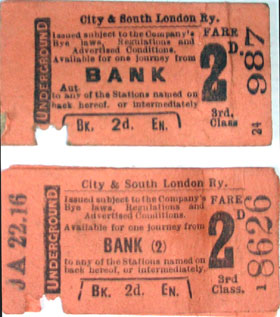 City & South London Ry.
UNDERGROUND
Issued subject to the Company's
Bye laws, Regulations and
Advertised Conditions.
Available for one journey from
BANK
Aut
to any of the Stations named on
back hereof. or intermediately
Bk. 2d. En.
FARE
2D.
3rd.
Class
24 987
City & South London Ry.
JA 22.16
UNDERGROUND
Issued subject to the Company's
Bye laws, Regulations and
Advertised Conditions.
Available for one journey from
BANK (2)
to any of the Stations named on
back hereof, or intermediately.
Bk. 2d. En.
FARE
2D
3rd.
Class
1 8626